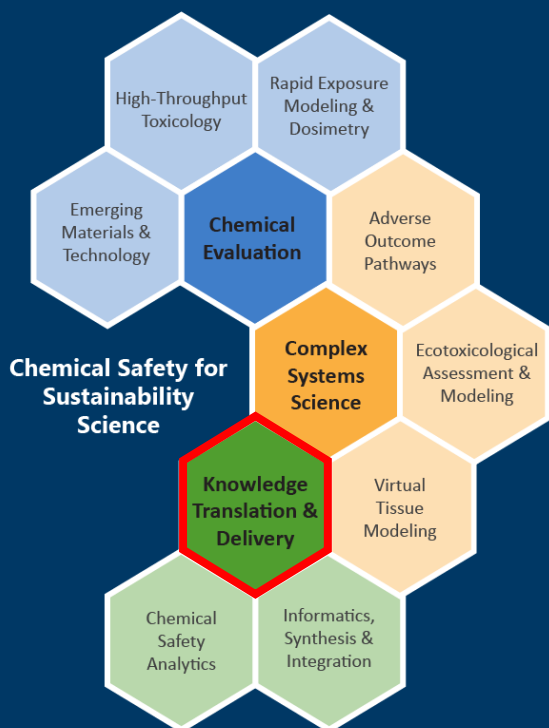 High-Throughput
Toxicology
Rapid Exposure
Modeling &
Dosimetry
Emerging
Materials &
Technology
Chemical
Evaluation
Adverse
Outcome
Pathways
Chemical Safety for
Sustainability
Science
Complex
Systems
Science
Ecotoxicological
Assessment &
Modeling
Knowledge
Translation &
Delivery
Virtual
Tissue
Modeling
Chemical
Safety
Analytics
Informatics,
Synthesis &
Integration